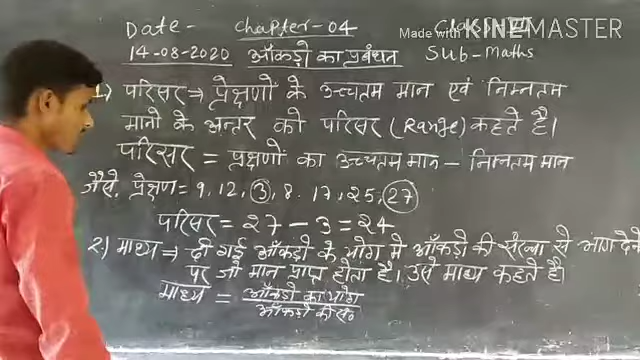 Date - Chapter-04 Class
Made with KINEMASTER
14-08-2020 आँकड़ो का प्रबंधन Sub-Maths
1) परिसर ⇒ प्रेक्षणों के उच्चतम मान एवं निम्नतम
मानो के अन्तर को परिसर (Range) कहते है।
परिसर = प्रेक्षणों का उच्चतम मान - निम्नतम मान
जैसे, प्रेक्षण = 9, 12, 3, 8, 17, 25, 27
परिसर = 27 - 3 = 24
2) माध्य ⇒ दी गई आँकड़ो के योग में आँकड़ो की संख्या से भाग देने
पर जो मान प्राप्त होता है। उसे माध्य कहते है।
माध्य = आँकड़ो का योग
आँकड़ो की सं०